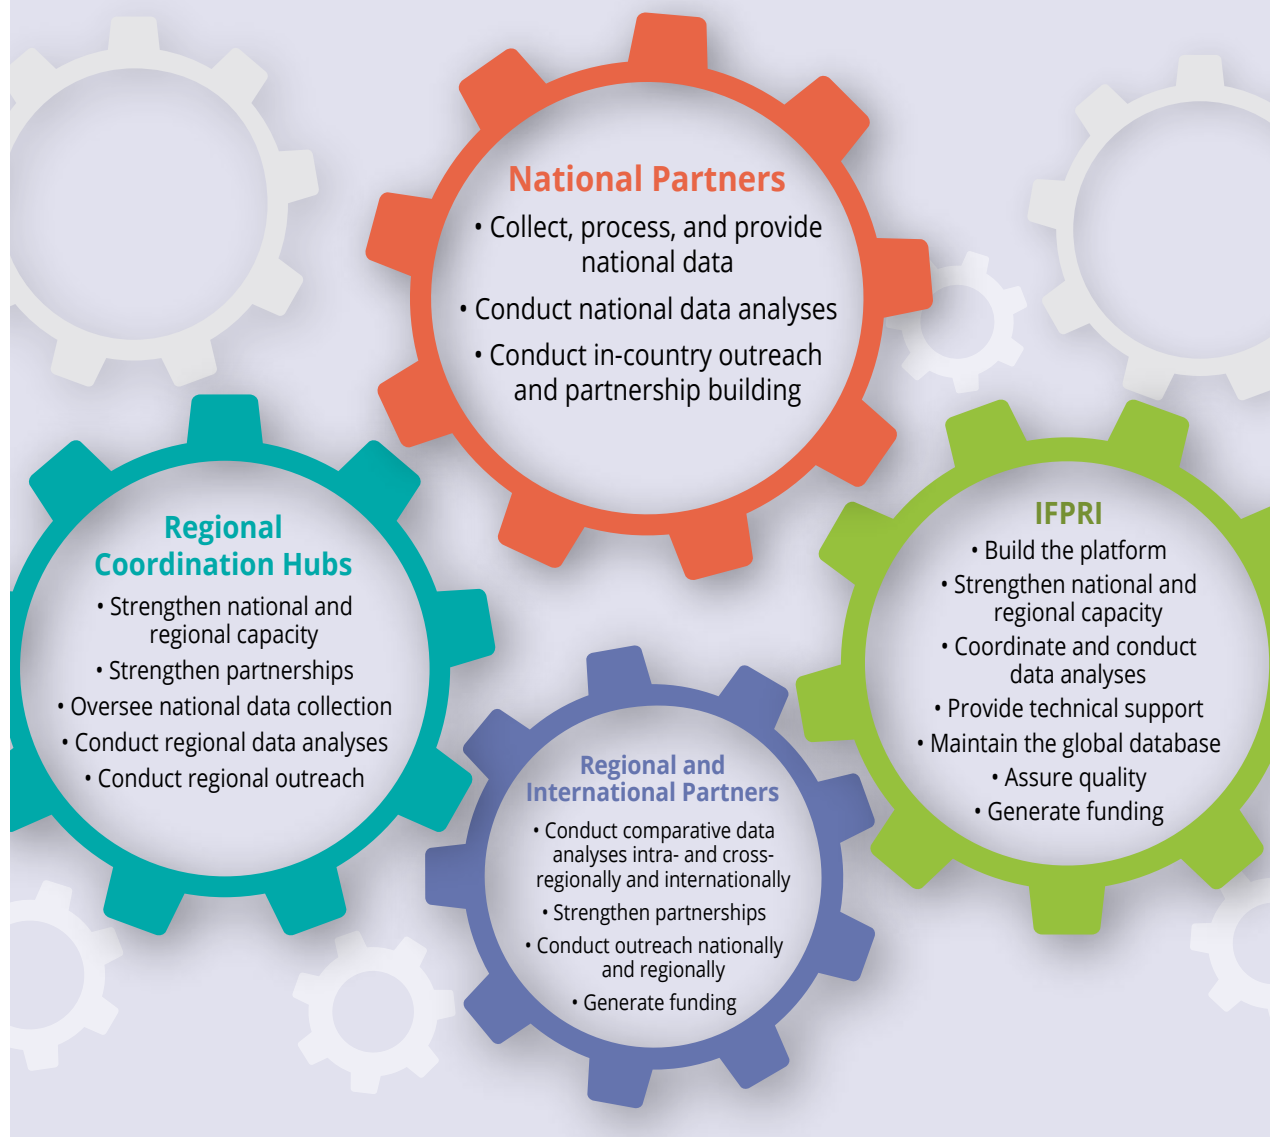 National Partners
• Collect, process, and provide
national data
• Conduct national data analyses
• Conduct in-country outreach
and partnership building
Regional
Coordination Hubs
• Strengthen national and
regional capacity
• Strengthen partnerships
• Oversee national data collection
• Conduct regional data analyses
• Conduct regional outreach
IFPRI
• Build the platform
• Strengthen national and
regional capacity
• Coordinate and conduct
data analyses
• Provide technical support
• Maintain the global database
• Assure quality
• Generate funding
Regional and
International Partners
• Conduct comparative data
analyses intra- and cross-
regionally and internationally
• Strengthen partnerships
• Conduct outreach nationally
and regionally
• Generate funding